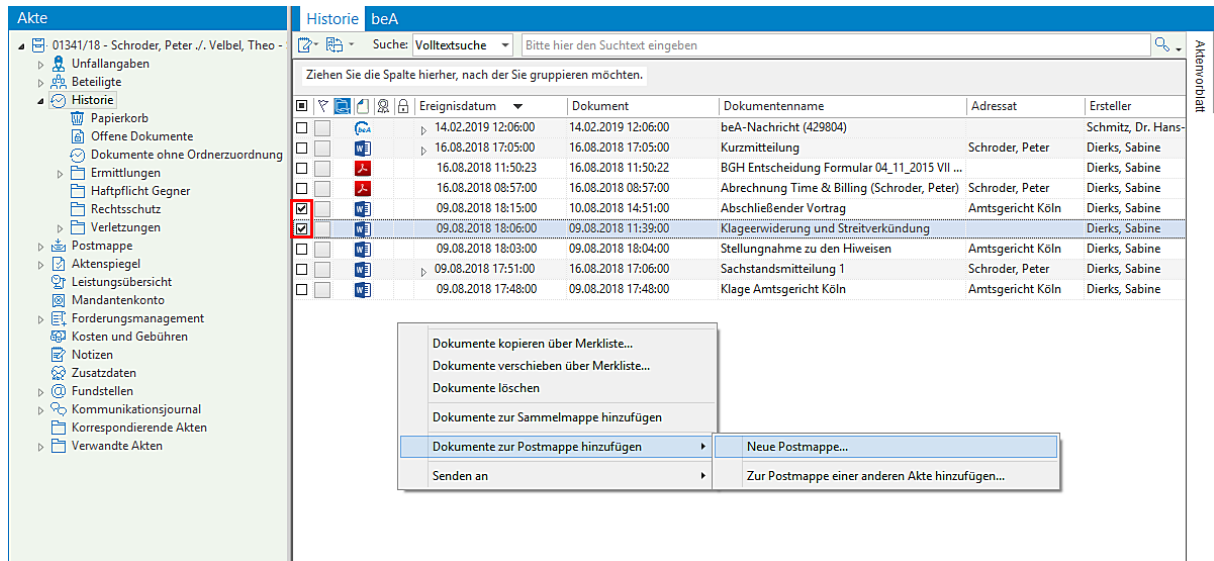 Akte
01341/18 - Schroder, Peter ./. Velbel, Theo -
Unfallangaben
Beteiligte
Historie
Papierkorb
Offene Dokumente
Dokumente ohne Ordnerzuordnung
Ermittlungen
Haftpflicht Gegner
Rechtsschutz
Verletzungen
Postmappe
Aktenspiegel
Leistungsübersicht
Mandantenkonto
Forderungsmanagement
Kosten und Gebühren
Notizen
Zusatzdaten
Fundstellen
Kommunikationsjournal
Korrespondierende Akten
Verwandte Akten
Historie beA
Suche: Volltextsuche Bitte hier den Suchtext eingeben
Ziehen Sie die Spalte hierher, nach der Sie gruppieren möchten.
Ereignisdatum Dokument Dokumentenname Adressat Ersteller
beA 14.02.2019 12:06:00 14.02.2019 12:06:00 beA-Nachricht (429804) Schmitz, Dr. Hans-
16.08.2018 17:05:00 16.08.2018 17:05:00 Kurzmitteilung Schroder, Peter Dierks, Sabine
16.08.2018 11:50:23 16.08.2018 11:50:22 BGH Entscheidung Formular 04_11_2015 VII ... Dierks, Sabine
16.08.2018 08:57:00 16.08.2018 08:57:00 Abrechnung Time & Billing (Schroder, Peter) Schroder, Peter Dierks, Sabine
09.08.2018 18:15:00 10.08.2018 14:51:00 Abschließender Vortrag Amtsgericht Köln Dierks, Sabine
09.08.2018 18:06:00 09.08.2018 11:39:00 Klageerwiderung und Streitverkündung Dierks, Sabine
09.08.2018 18:03:00 09.08.2018 18:04:00 Stellungnahme zu den Hiweisen Amtsgericht Köln Dierks, Sabine
09.08.2018 17:51:00 16.08.2018 17:06:00 Sachstandsmitteilung 1 Schroder, Peter Dierks, Sabine
09.08.2018 17:48:00 09.08.2018 17:48:00 Klage Amtsgericht Köln Amtsgericht Köln Dierks, Sabine
Dokumente kopieren über Merkliste...
Dokumente verschieben über Merkliste...
Dokumente löschen
Dokumente zur Sammelmappe hinzufügen
Dokumente zur Postmappe hinzufügen
Senden an
Neue Postmappe...
Zur Postmappe einer anderen Akte hinzufügen...
Aktenvorblatt